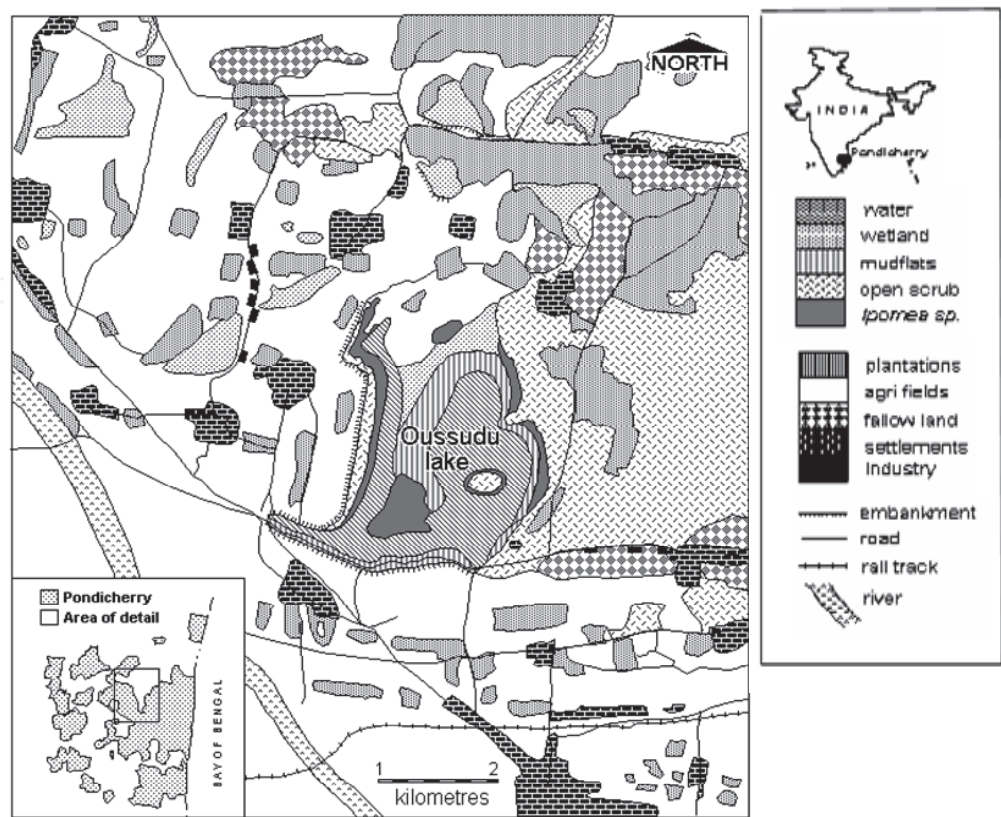 NORTH
Oussudu
lake
Pondicherry
Area of detail
BAY OF BENGAL
1 2
kilometres
INDIA
Pondicherry
water
wetland
mudflats
open scrub
Ipomea sp.
plantations
agri fields
fallow land
settlements
Industry
embankment
road
rail track
river